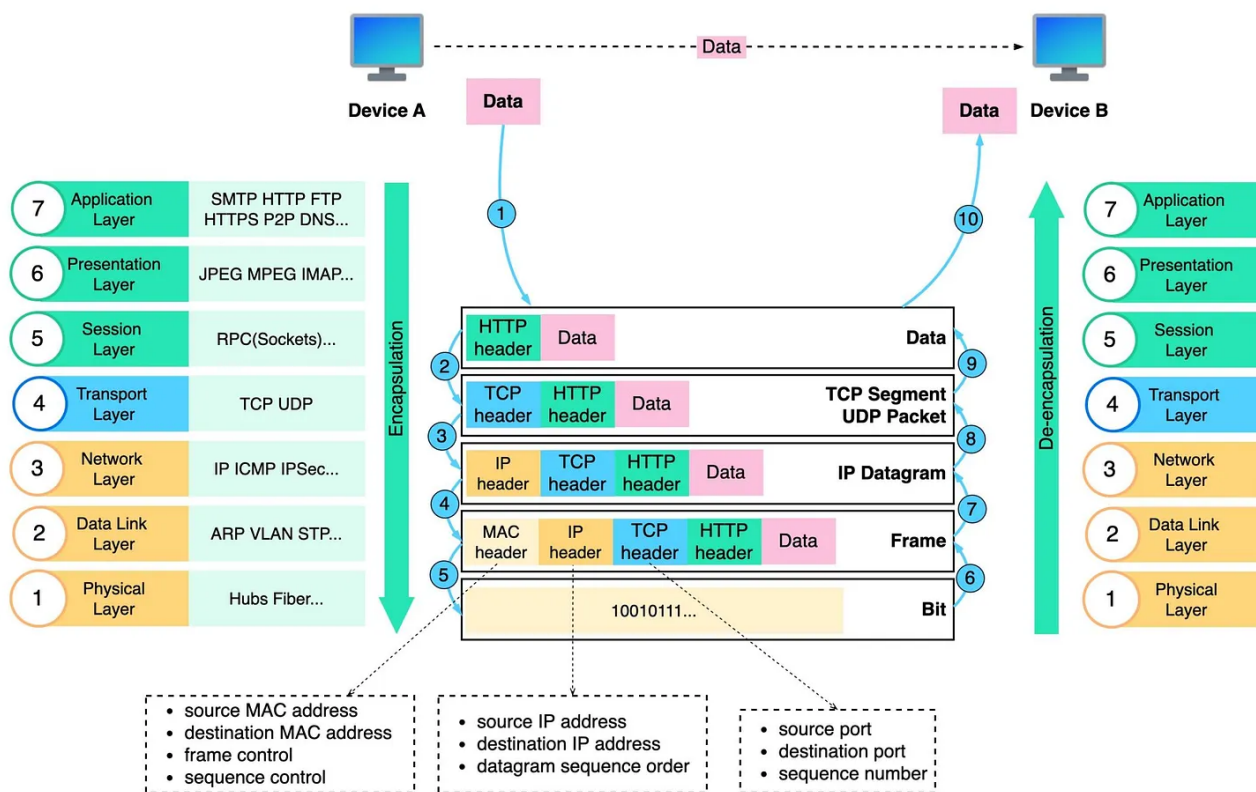 Data
Device A
Data
Data
Device B
1
10
7
Application
Layer
SMTP HTTP FTP
HTTPS P2P DNS...
6
Presentation
Layer
JPEG MPEG IMAP...
5
Session
Layer
RPC(Sockets)...
4
Transport
Layer
TCP UDP
3
Network
Layer
IP ICMP IPSec...
2
Data Link
Layer
ARP VLAN STP...
1
Physical
Layer
Hubs Fiber...
Encapsulation
HTTP
header
Data
Data
2
9
TCP
header
HTTP
header
Data
TCP Segment
UDP Packet
3
8
IP
header
TCP
header
HTTP
header
Data
IP Datagram
4
7
MAC
header
IP
header
TCP
header
HTTP
header
Data
Frame
5
6
10010111...
Bit
De-encapsulation
7
Application
Layer
6
Presentation
Layer
5
Session
Layer
4
Transport
Layer
3
Network
Layer
2
Data Link
Layer
1
Physical
Layer
• source MAC address
• destination MAC address
• frame control
• sequence control
• source IP address
• destination IP address
• datagram sequence order
• source port
• destination port
• sequence number